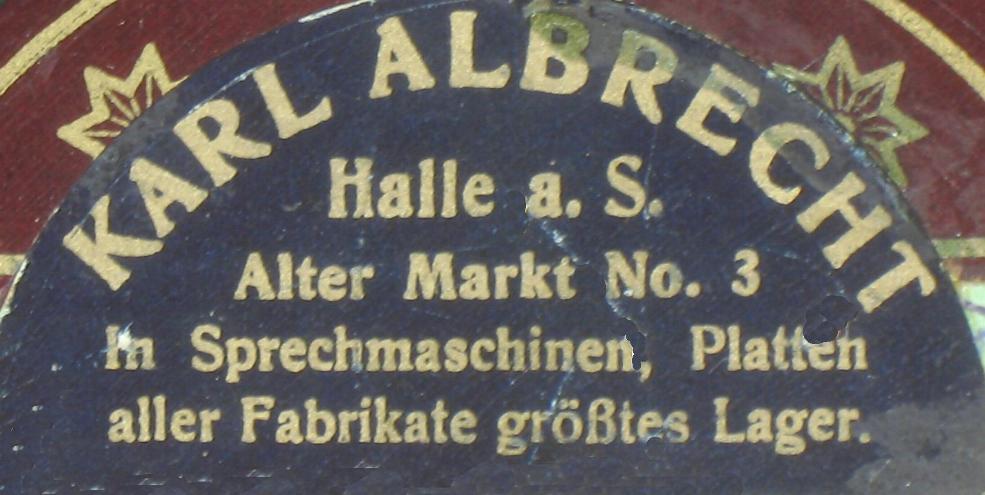 KARL ALBRECHT
Halle a. S.
Alter Markt No. 3
In Sprechmaschinen, Platten
aller Fabrikate größtes Lager.